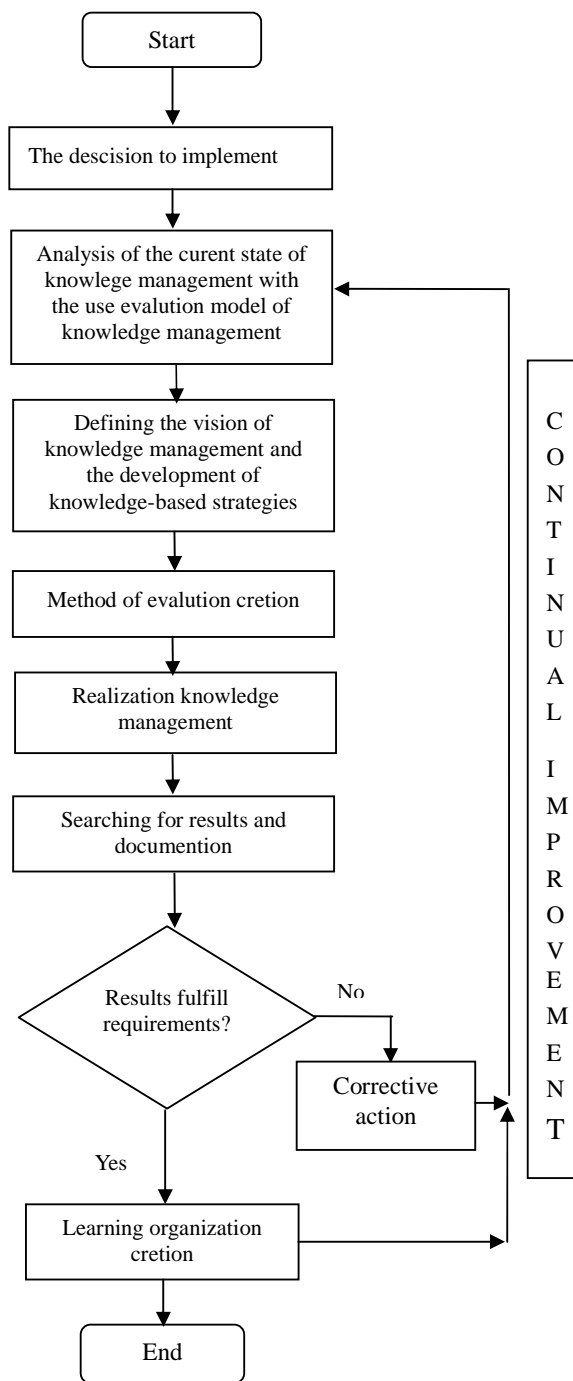 Start
The descision to implement
Analysis of the curent state of
knowlege management with
the use evalution model of
knowledge management
Defining the vision of
knowledge management and
the development of
knowledge-based strategies
Method of evalution cretion
Realization knowledge
management
Searching for results and
documention
Results fulfill
requirements?
No
Corrective
action
Yes
Learning organization
cretion
End
C
O
N
T
I
N
U
A
L
I
M
P
R
O
V
E
M
E
N
T